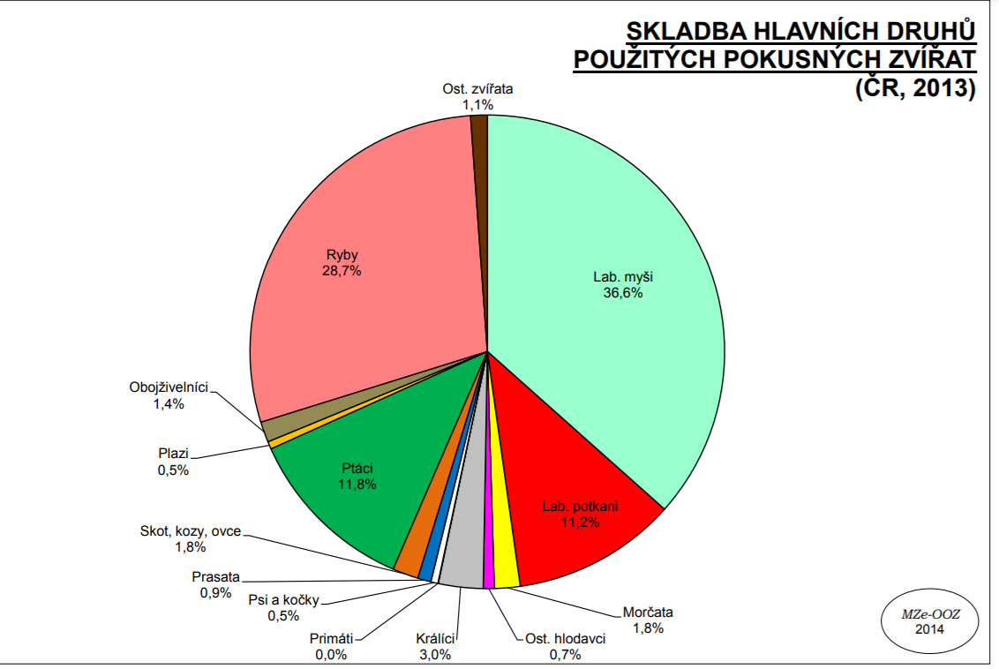 SKLADBA HLAVNÍCH DRUHŮ
POUŽITÝCH POKUSNÝCH ZVÍŘAT
(ČR, 2013)
Ost. zvířata
1,1%
Lab. myši
36,6%
Lab. potkani
11,2%
Morčata
1,8%
Ost. hlodavci
0,7%
Králíci
3,0%
Primáti
0,0%
Psi a kočky
0,5%
Prasata
0,9%
Skot, kozy, ovce
1,8%
Ptáci
11,8%
Plazi
0,5%
Obojživelníci
1,4%
Ryby
28,7%
MZe-OOZ
2014